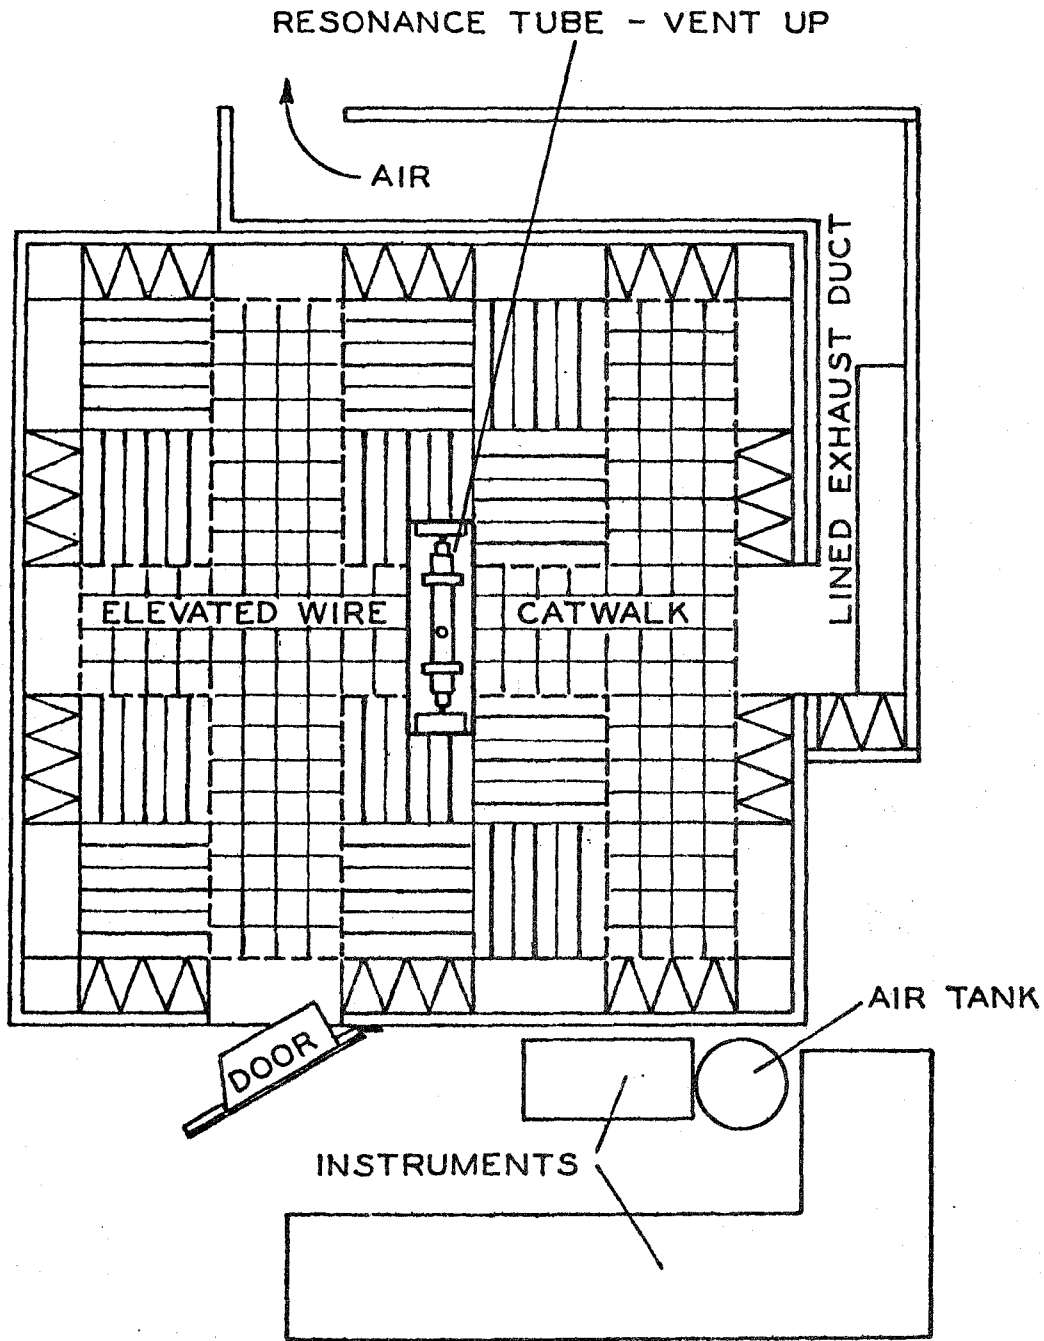 RESONANCE TUBE - VENT UP
AIR
LINED EXHAUST DUCT
ELEVATED WIRE CATWALK
AIR TANK
DOOR
INSTRUMENTS